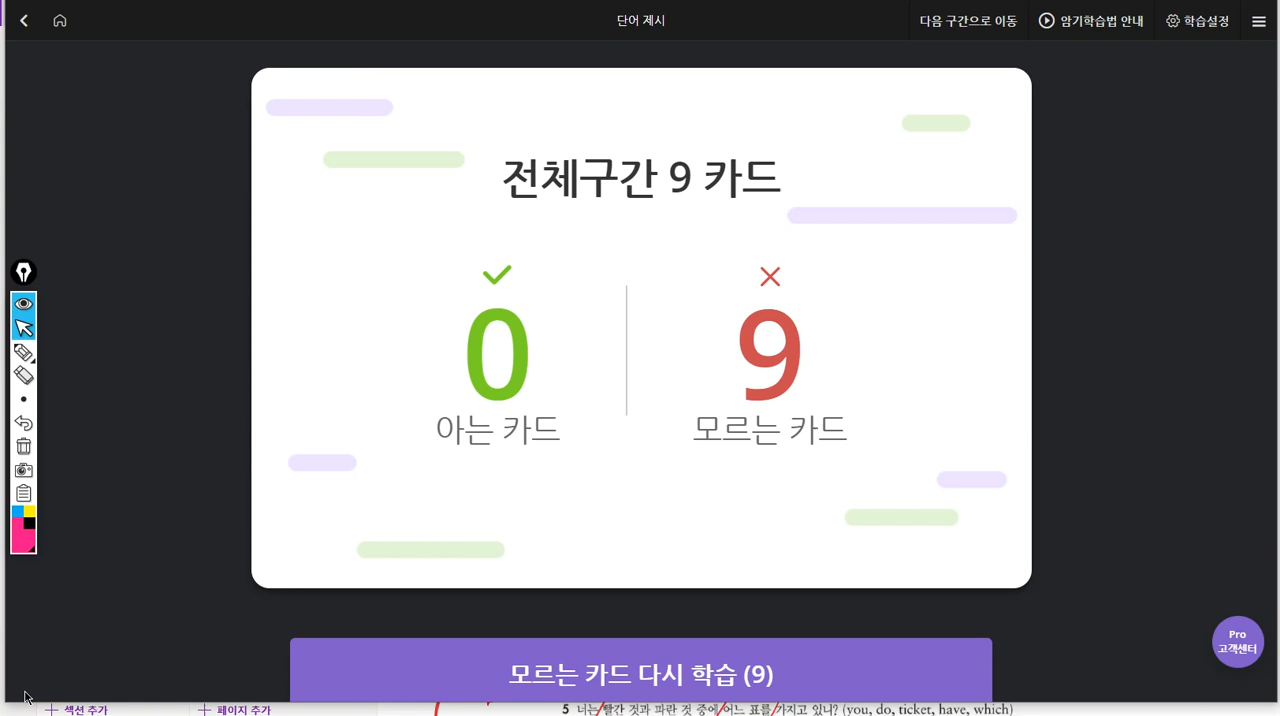 단어 제시
다음 구간으로 이동
암기학습법 안내
학습설정
전체구간 9 카드
0
아는 카드
9
모르는 카드
Pro
고객센터
모르는 카드 다시 학습 (9)
섹션 추가
페이지 추가
5 너는/빨간 것과 파란 것 중에/어느 표를/가지고 있니? (you, do, ticket, have, which)